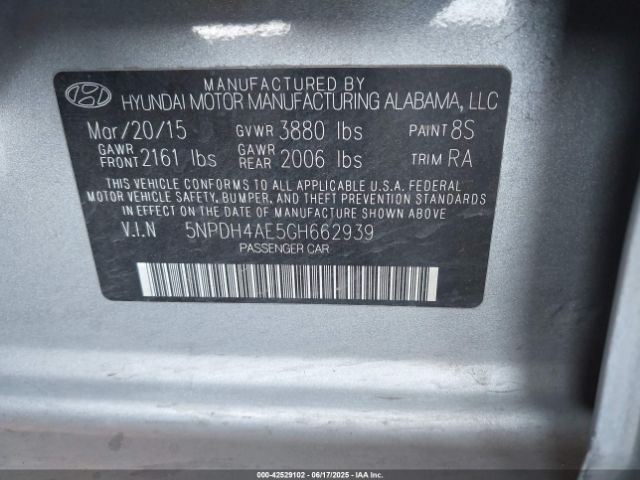 MANUFACTURED BY
HYUNDAI MOTOR MANUFACTURING ALABAMA, LLC
Mar/20/15 GVWR 3880 lbs PAINT 8S
GAWR FRONT 2161 lbs GAWR REAR 2006 lbs TRIM RA
THIS VEHICLE CONFORMS TO ALL APPLICABLE U.S.A. FEDERAL
MOTOR VEHICLE SAFETY, BUMPER, AND THEFT PREVENTION STANDARDS
IN EFFECT ON THE DATE OF MANUFACTURE SHOWN ABOVE
V.I.N 5NPDH4AE5GH662939
PASSENGER CAR
000-42529102 - 06/17/2025 - IAAI Inc.